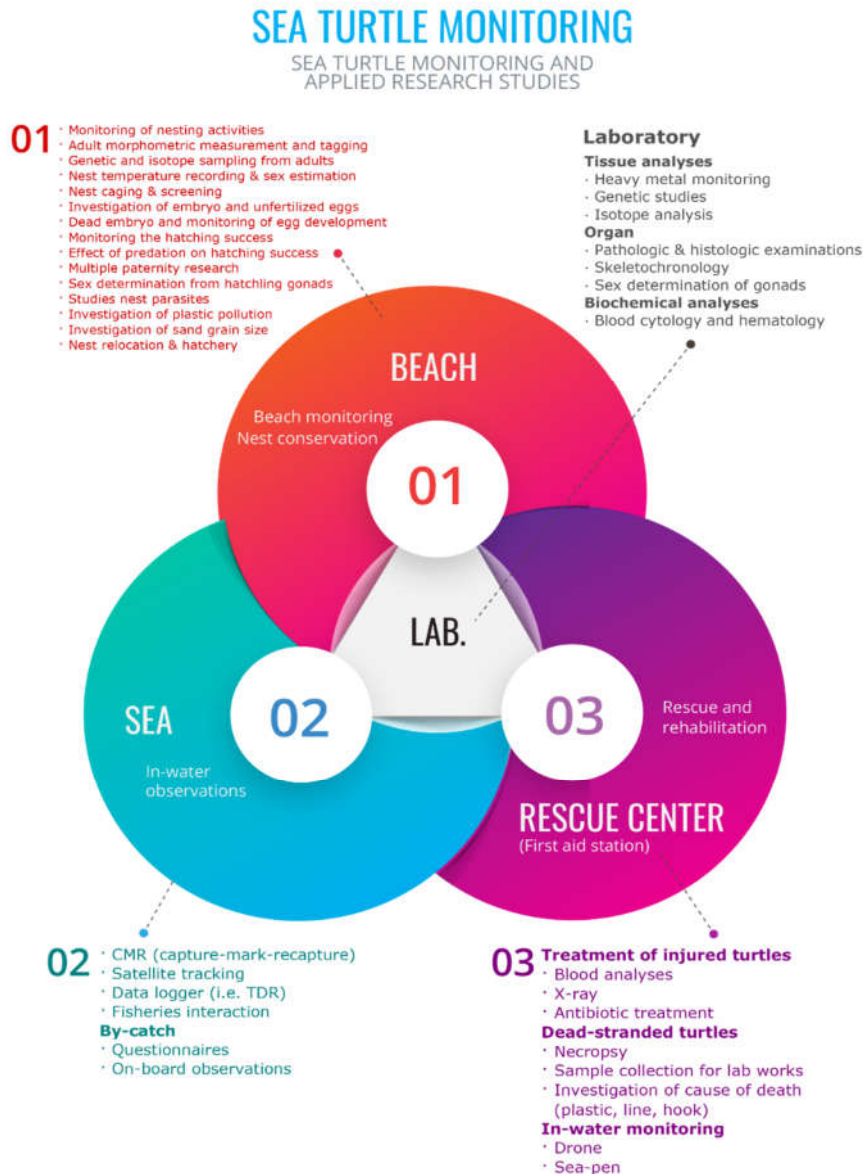 SEA TURTLE MONITORING
SEA TURTLE MONITORING AND
APPLIED RESEARCH STUDIES
01
· Monitoring of nesting activities
· Adult morphometric measurement and tagging
· Genetic and isotope sampling from adults
· Nest temperature recording & sex estimation
· Nest caging & screening
· Investigation of embryo and unfertilized eggs
· Dead embryo and monitoring of egg development
· Monitoring the hatching success
· Effect of predation on hatching success
· Multiple paternity research
· Sex determination from hatchling gonads
· Studies nest parasites
· Investigation of plastic pollution
· Investigation of sand grain size
· Nest relocation & hatchery
Laboratory
Tissue analyses
· Heavy metal monitoring
· Genetic studies
· Isotope analysis
Organ
· Pathologic & histologic examinations
· Skeletochronology
· Sex determination of gonads
Biochemical analyses
· Blood cytology and hematology
BEACH
Beach monitoring
Nest conservation
01
LAB.
SEA
In-water
observations
02
03
Rescue and
rehabilitation
RESCUE CENTER
(First aid station)
02
· CMR (capture-mark-recapture)
· Satellite tracking
· Data logger (i.e. TDR)
· Fisheries interaction
By-catch
· Questionnaires
· On-board observations
03
Treatment of injured turtles
· Blood analyses
· X-ray
· Antibiotic treatment
Dead-stranded turtles
· Necropsy
· Sample collection for lab works
· Investigation of cause of death
(plastic, line, hook)
In-water monitoring
· Drone
· Sea-pen